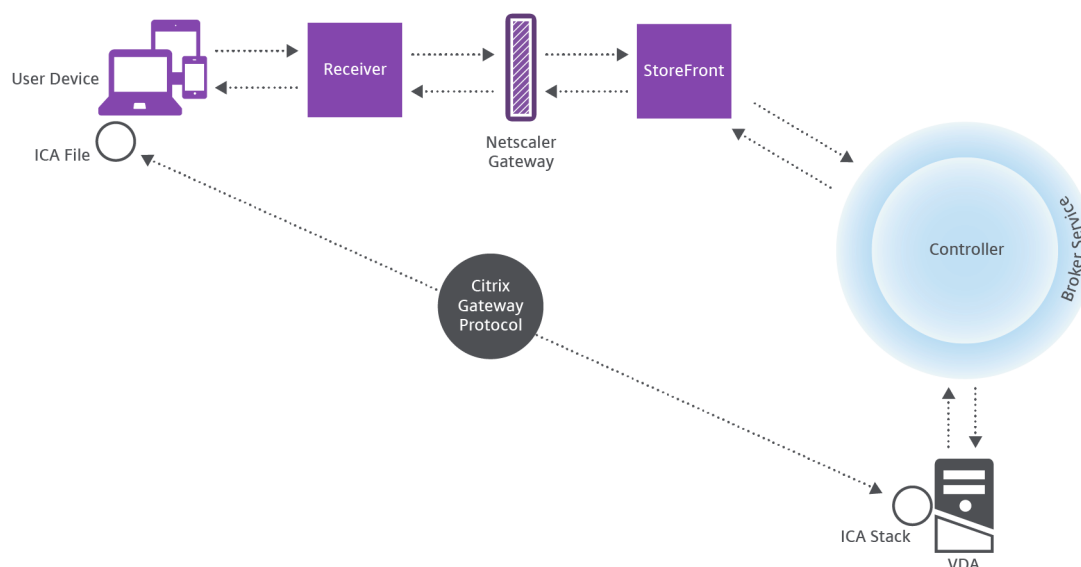 User Device
Receiver
StoreFront
Netscaler
Gateway
ICA File
Controller
Broker Service
Citrix
Gateway
Protocol
ICA Stack
VDA